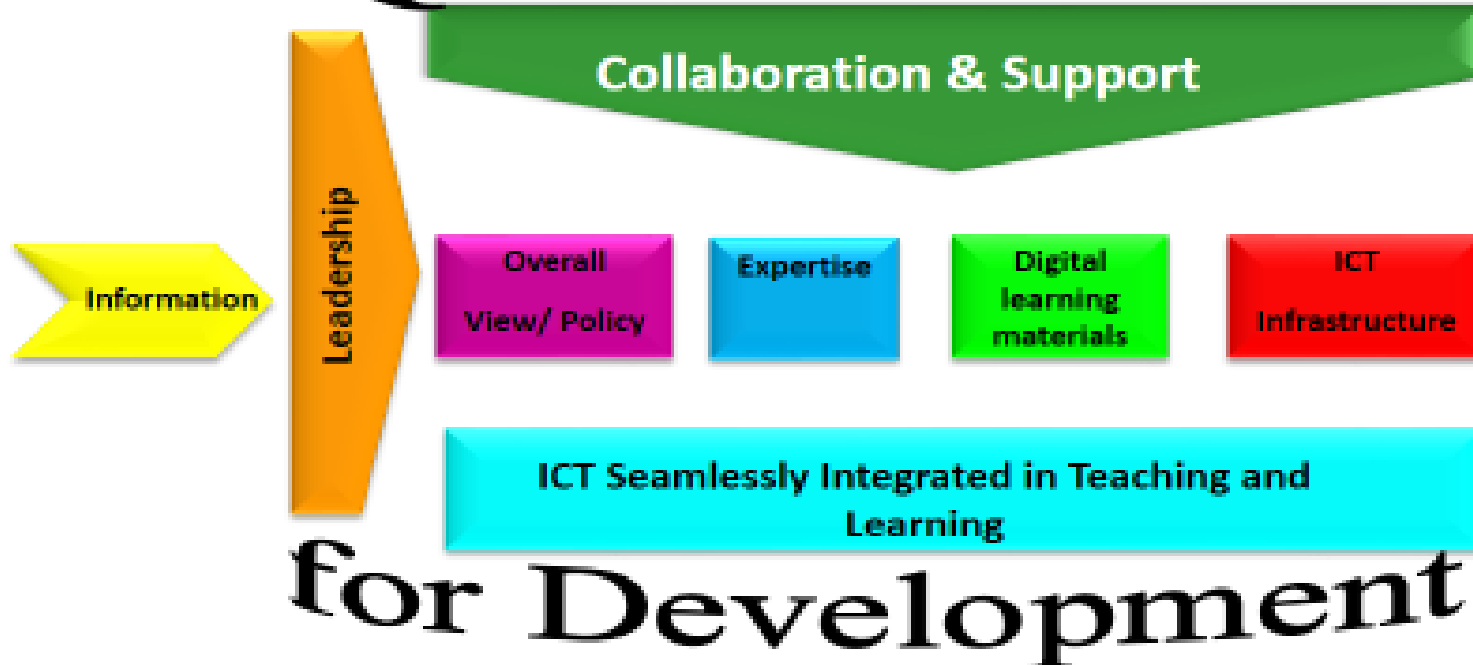 Collaboration & Support
Leadership
Information
Overall
View/ Policy
Expertise
Digital
learning
materials
ICT
Infrastructure
ICT Seamlessly Integrated in Teaching and
Learning
for Development